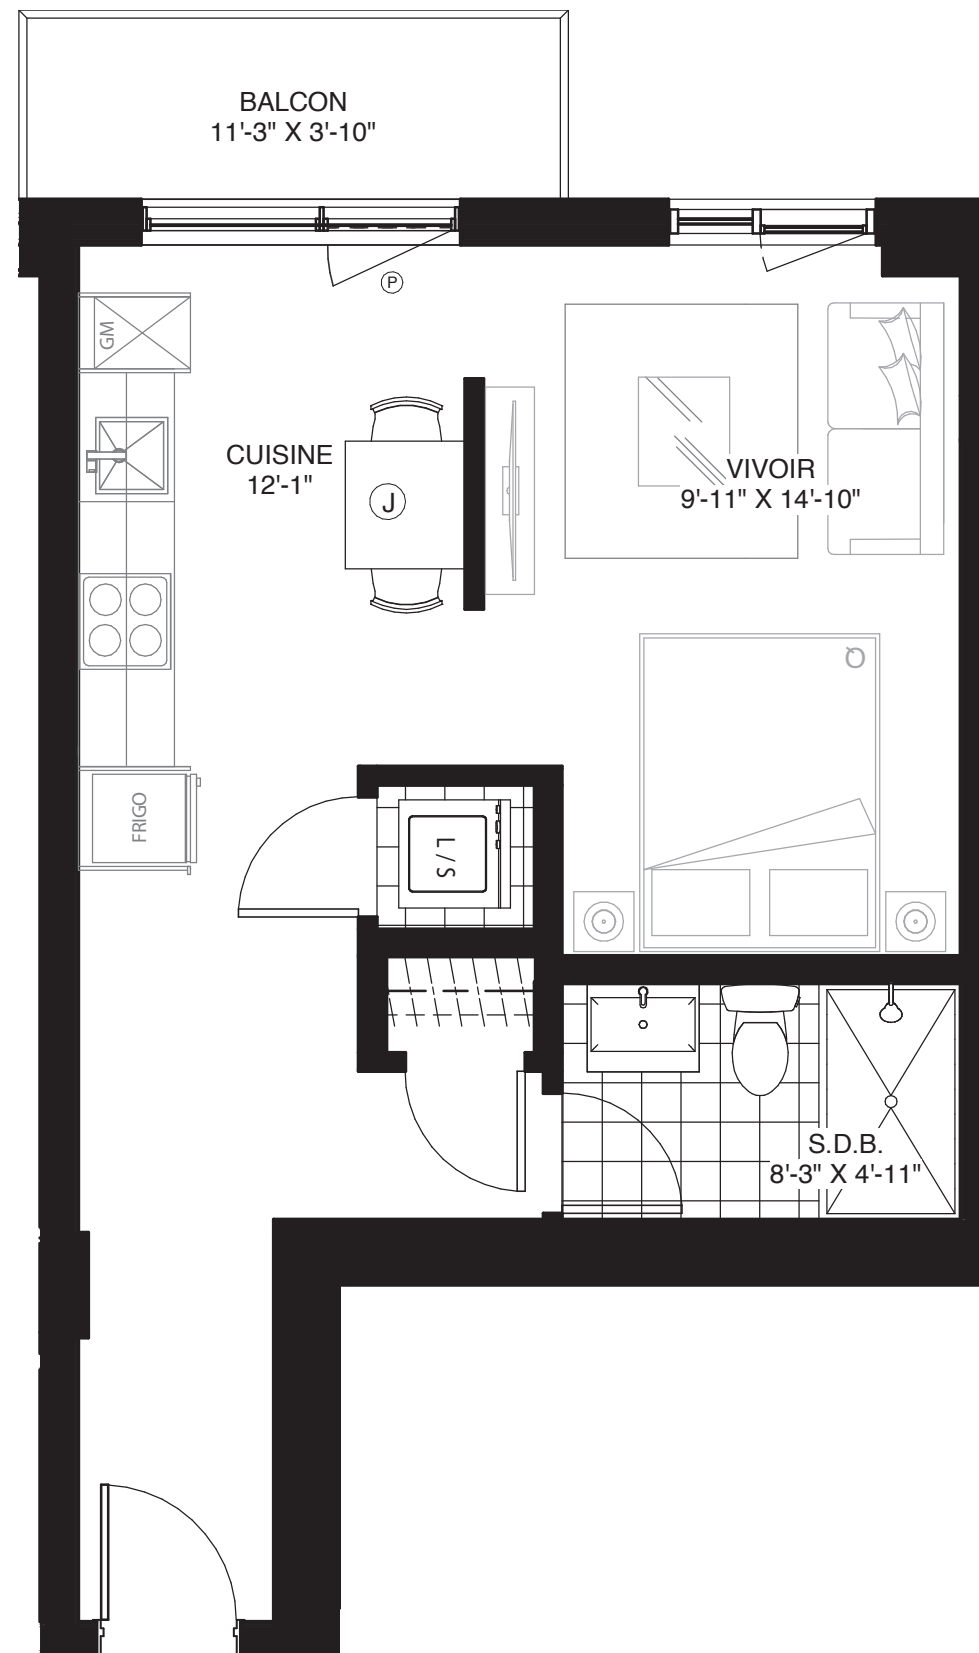 BALCON
11'-3" X 3'-10"
P
GM
CUISINE
12'-1"
J
VIVOIR
9'-11" X 14'-10"
Q
FRIGO
L / S
S.D.B.
8'-3" X 4'-11"